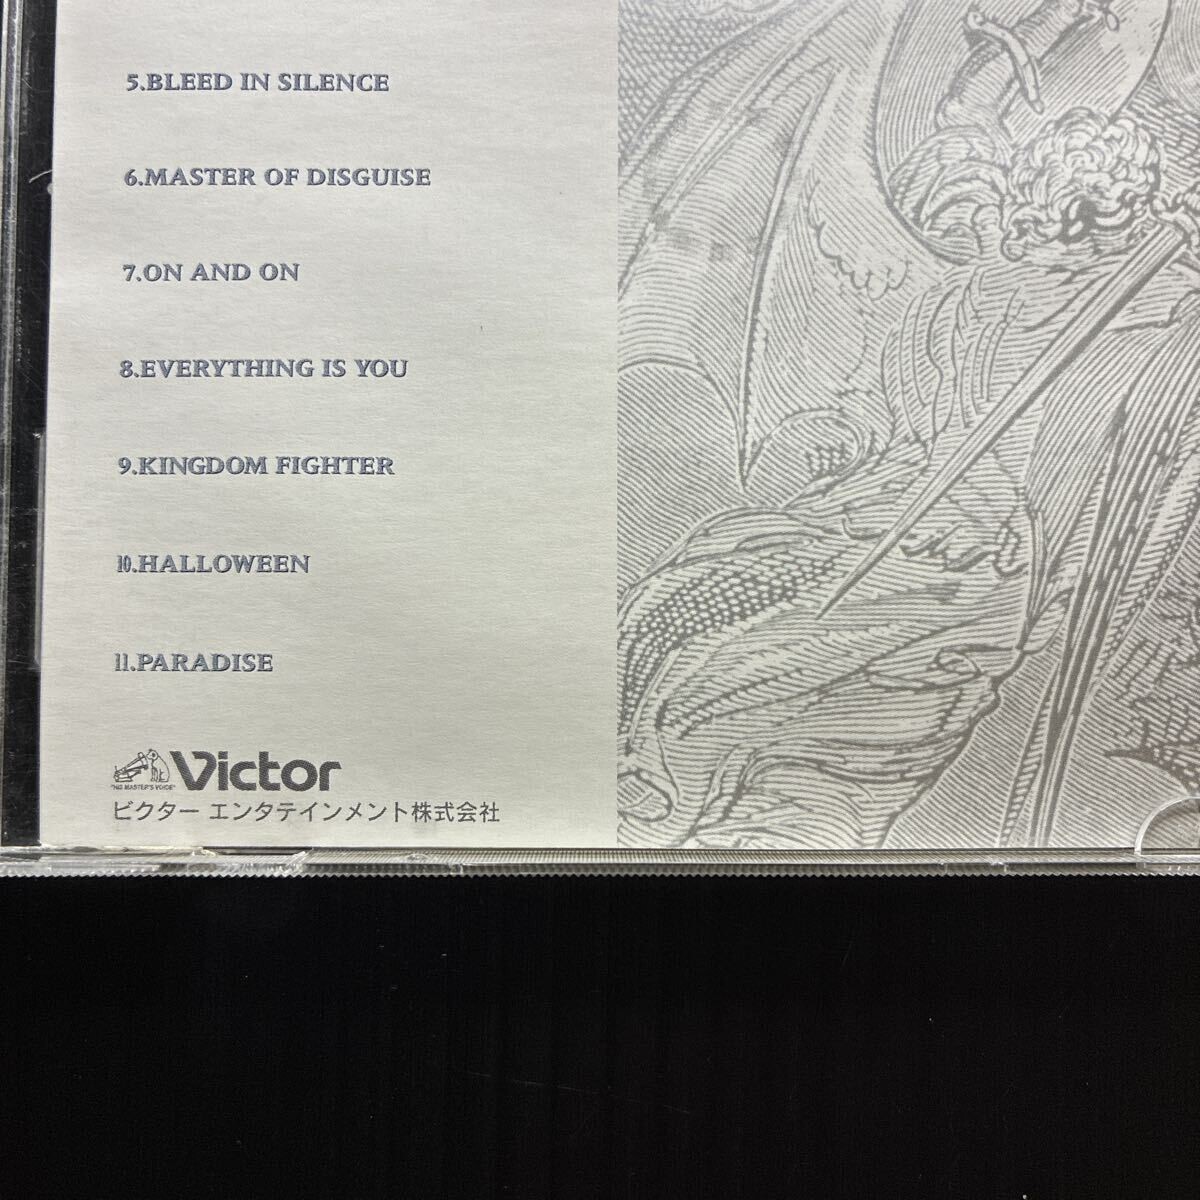 5.BLEED IN SILENCE
6.MASTER OF DISGUISE
7.ON AND ON
8.EVERYTHING IS YOU
9.KINGDOM FIGHTER
10.HALLOWEEN
11.PARADISE
Victor
"HIS MASTER'S VOICE"
ビクター エンタテインメント株式会社